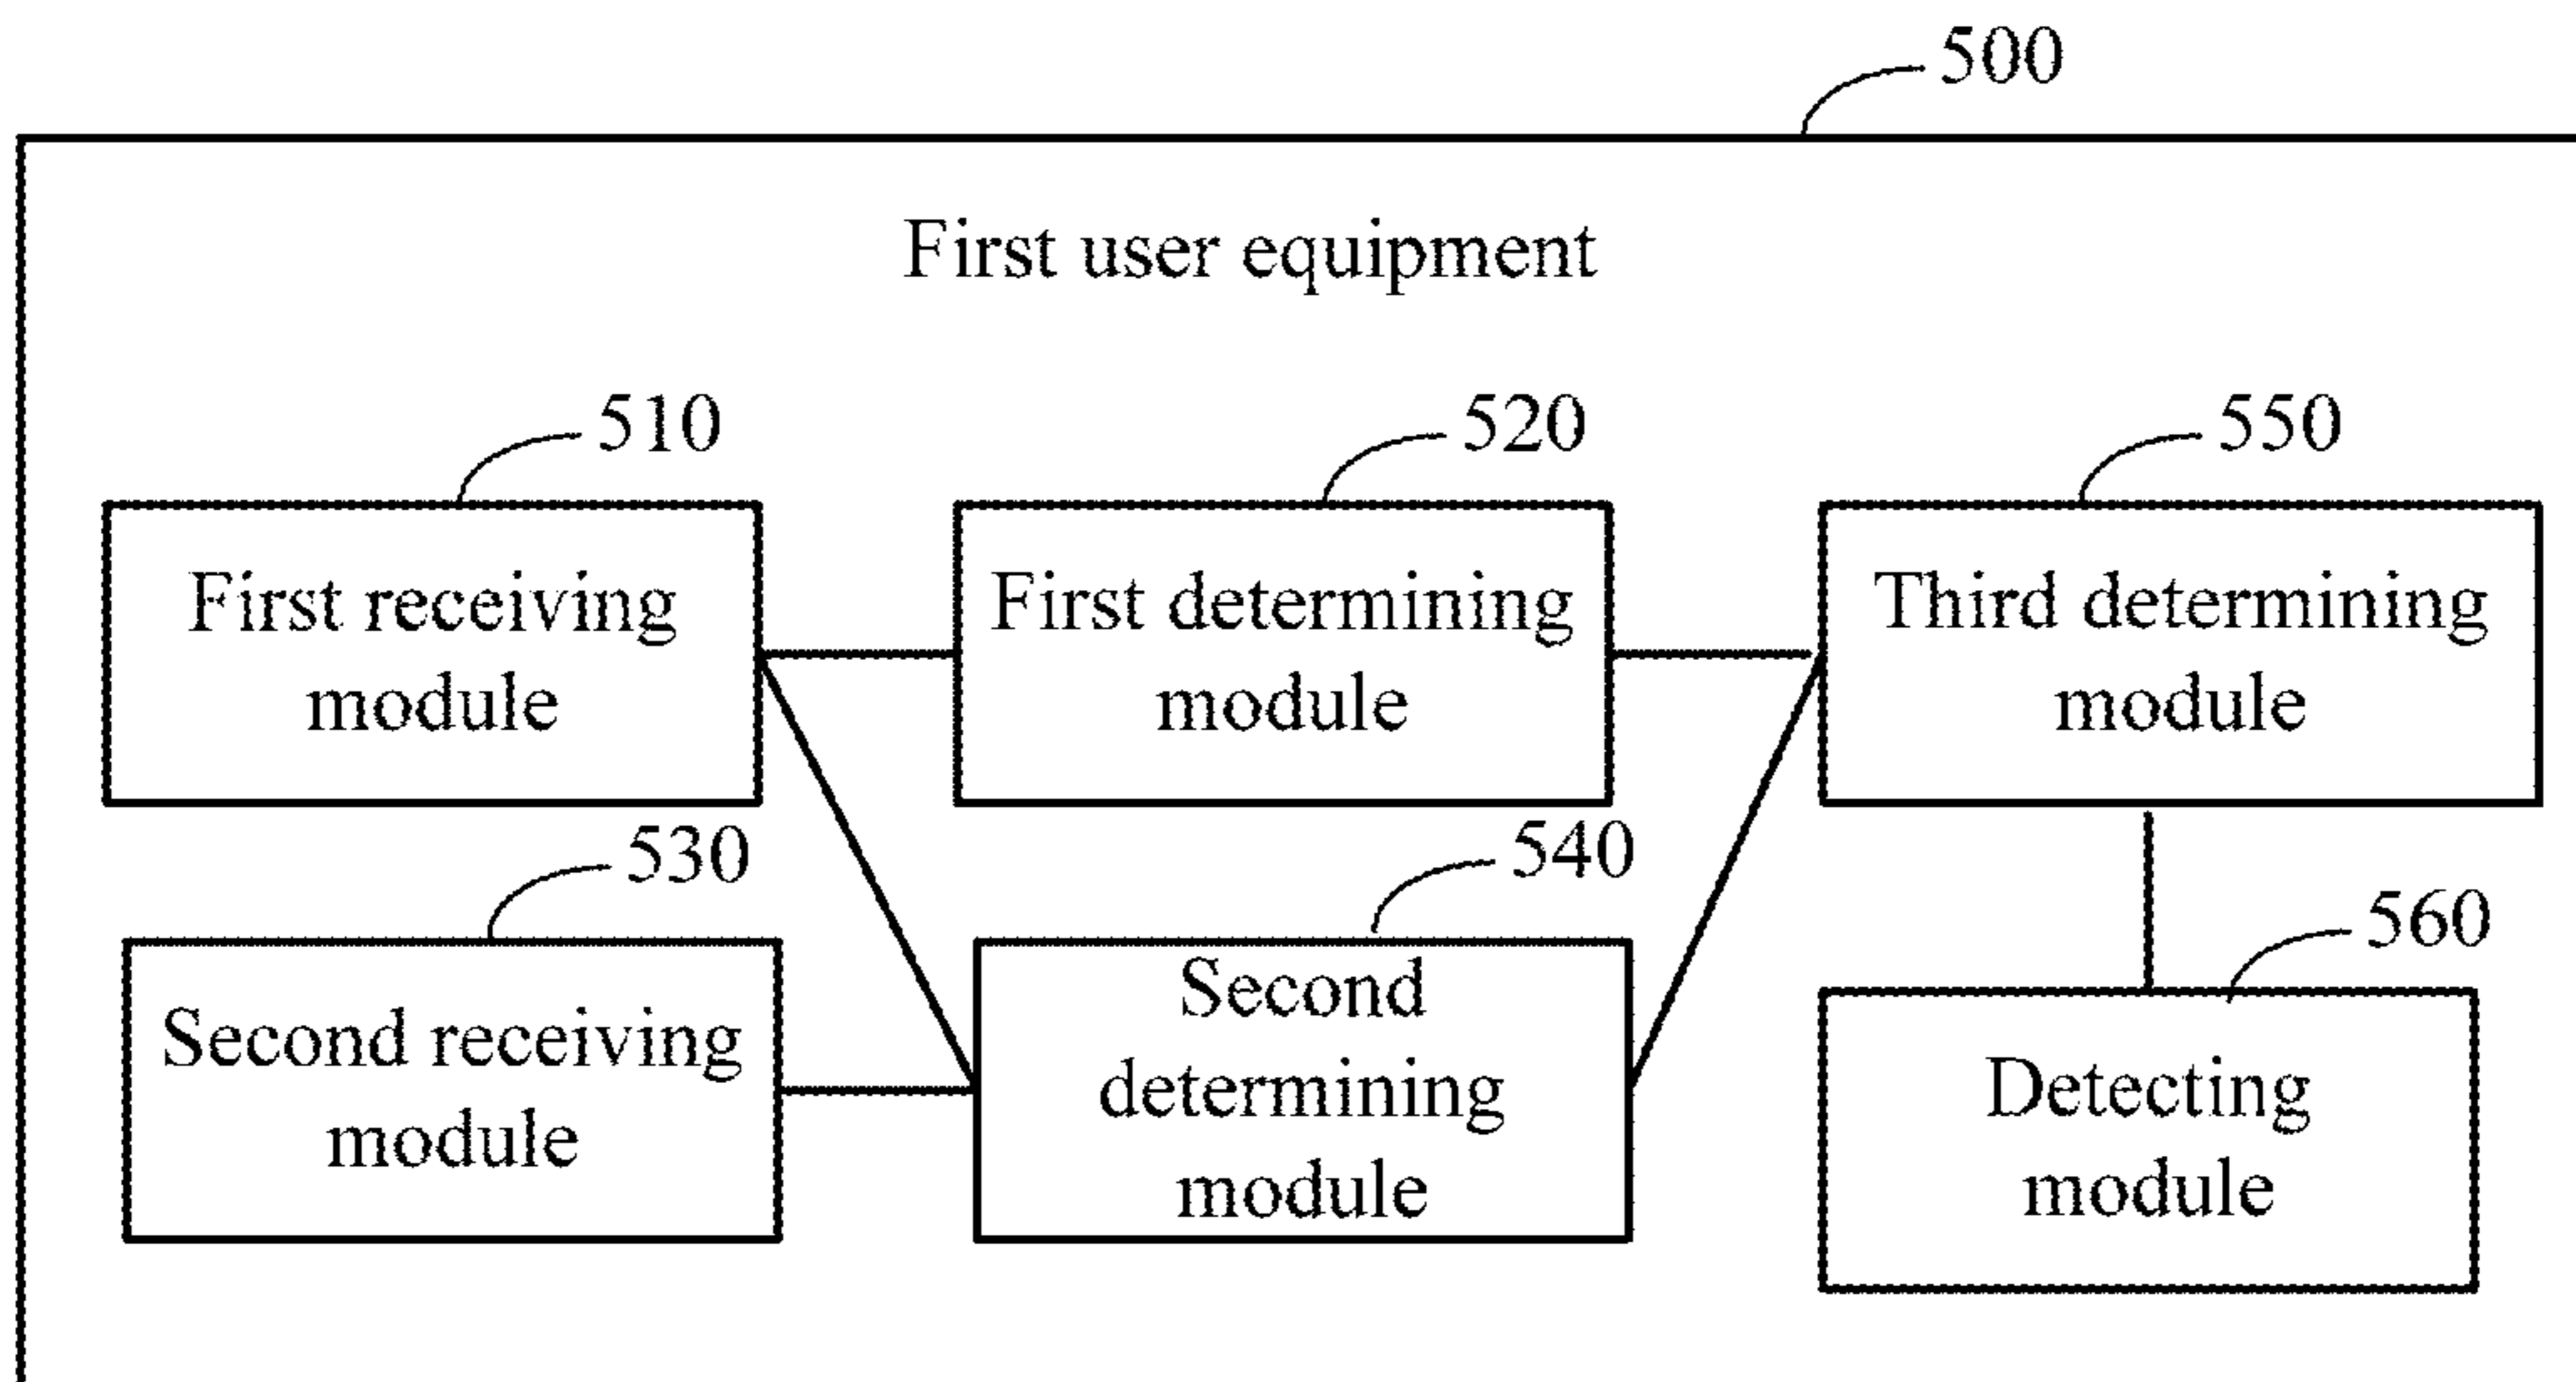 500
First user equipment
510
520
550
First receiving
module
First determining
module
Third determining
module
530
540
560
Second receiving
module
Second
determining
module
Detecting
module